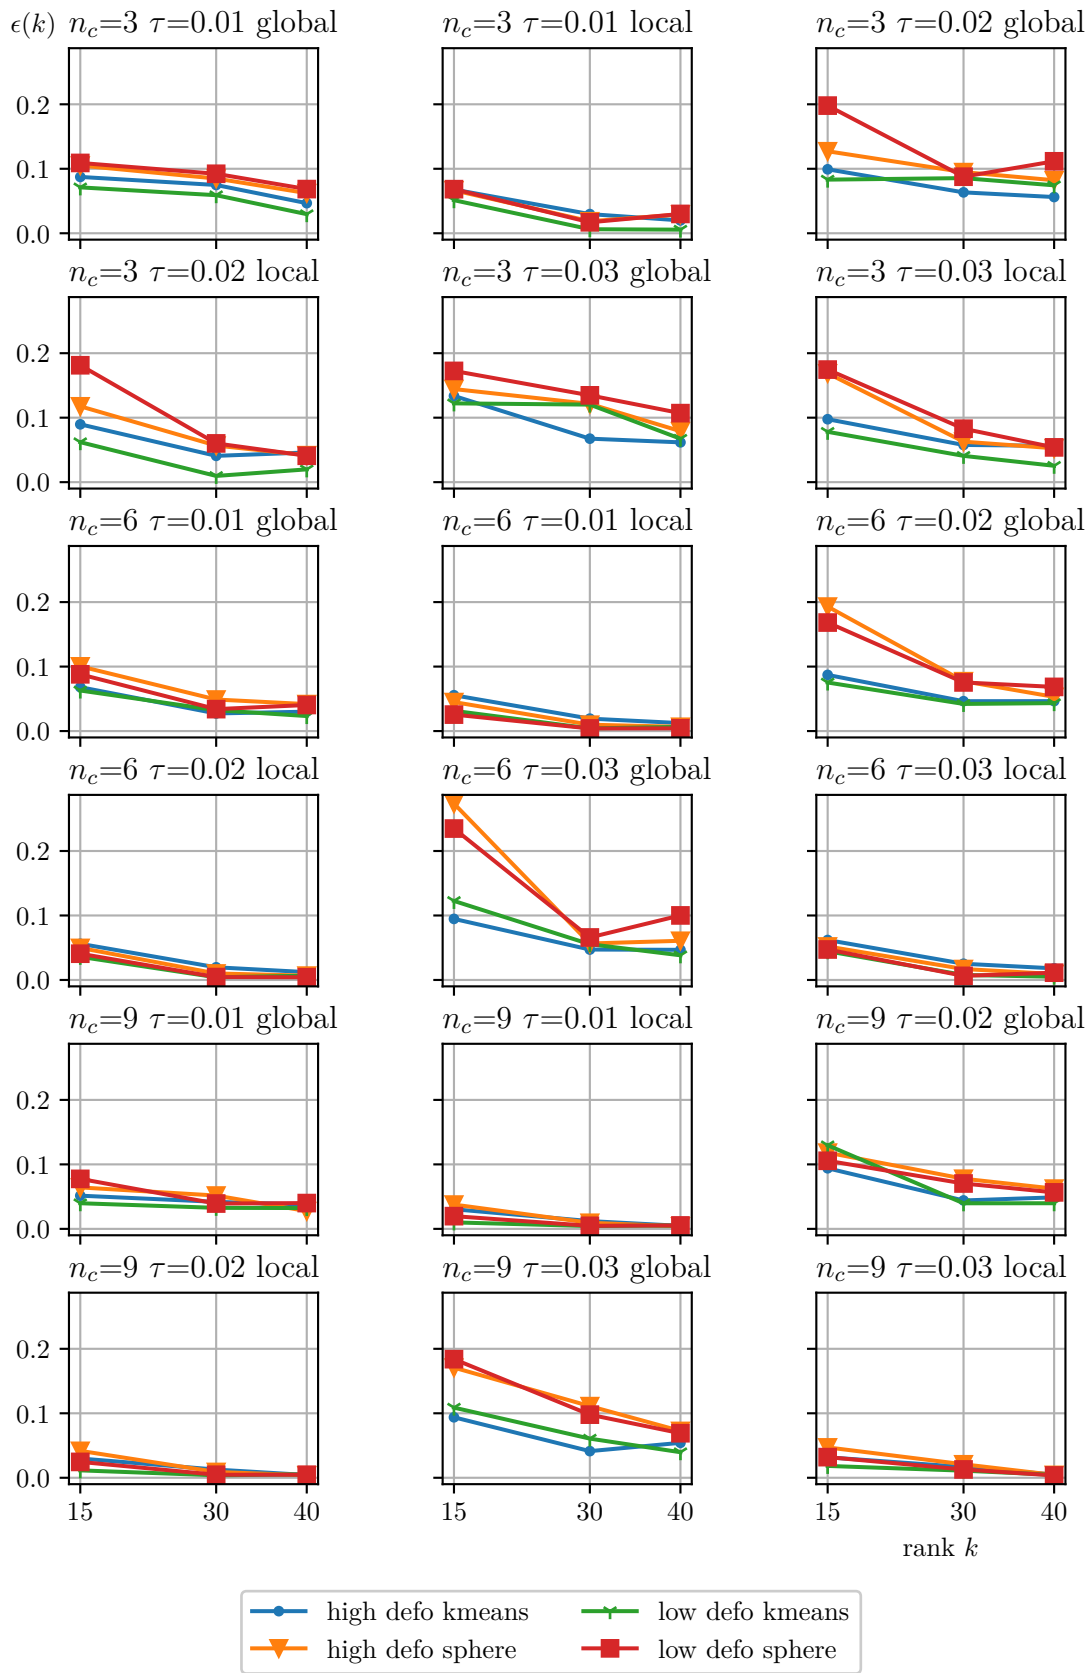 ϵ(k) n_c=3 τ=0.01 global n_c=3 τ=0.01 local n_c=3 τ=0.02 global
0.2
0.1
0.0
n_c=3 τ=0.02 local n_c=3 τ=0.03 global n_c=3 τ=0.03 local
0.2
0.1
0.0
n_c=6 τ=0.01 global n_c=6 τ=0.01 local n_c=6 τ=0.02 global
0.2
0.1
0.0
n_c=6 τ=0.02 local n_c=6 τ=0.03 global n_c=6 τ=0.03 local
0.2
0.1
0.0
n_c=9 τ=0.01 global n_c=9 τ=0.01 local n_c=9 τ=0.02 global
0.2
0.1
0.0
n_c=9 τ=0.02 local n_c=9 τ=0.03 global n_c=9 τ=0.03 local
0.2
0.1
0.0
15 30 40 15 30 40 15 30 40
rank k
high defo kmeans low defo kmeans
high defo sphere low defo sphere